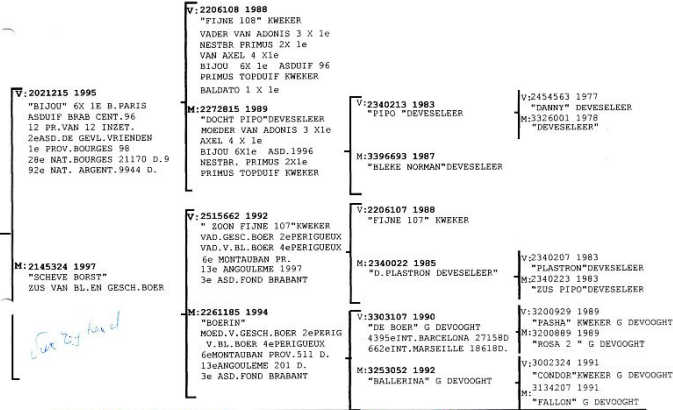 V:2206108 1988
"FIJNE 108" KWEKER
VADER VAN ADONIS 3 X 1e
NESTBR PRIMUS 2X 1e
VAN AXEL 4 X1e
BIJOU 6X 1e ASDUIF 96
PRIMUS TOPDUIF KWEKER
BALDATO 1 X 1e
V:2021215 1995
"BIJOU" 6X 1E B.PARIS
ASDUIF BRAB CENT.96
12 PR.VAN 12 INZET.
2eASD.DE GEVL.VRIENDEN
1e PROV.BOURGES 98
28e NAT.BOURGES 21170 D.9
92e NAT. ARGENT.9944 D.
M:2272815 1989
"DOCHT PIPO"DEVESELEER
MOEDER VAN ADONIS 3 X1e
AXEL 4 X 1e
BIJOU 6X1e ASD.1996
NESTBR. PRIMUS 2X1e
PRIMUS TOPDUIF KWEKER
V:2340213 1983
"PIPO "DEVESELEER
V:2454563 1977
"DANNY" DEVESELEER
M:3326001 1978
"DEVESELEER"
M:3396693 1987
"BLEKE NORMAN"DEVESELEER
V:2515662 1992
" ZOON FIJNE 107"KWEKER
VAD.GESC.BOER 2ePERIGUEUX
VAD.V.BL.BOER 4ePERIGUEUX
6e MONTAUBAN PR.
13e ANGOULEME 1997
3e ASD.FOND BRABANT
V:2206107 1988
"FIJNE 107" KWEKER
M:2340022 1985
"D.PLASTRON DEVESELEER"
V:2340207 1983
"PLASTRON"DEVESELEER
M:2340223 1983
"ZUS PIPO"DEVESELEER
M:2145324 1997
"SCHEVE BORST"
ZUS VAN BL.EN GESCH.BOER
M:2261185 1994
"BOERIN"
MOED.V.GESCH.BOER 2ePERIG
V.BL.BOER 4ePERIGUEUX
6eMONTAUBAN PROV.511 D.
13eANGOULEME 201 D.
3e ASD.FOND BRABANT
V:3303107 1990
"DE BOER" G DEVOOGHT
4395eINT.BARCELONA 27158D
662eINT.MARSEILLE 18618D.
V:3200929 1989
"PASHA" KWEKER G DEVOOGHT
M:3200889 1989
"ROSA 2 " G DEVOOGHT
M:3253052 1992
"BALLERINA" G DEVOOGHT
V:3002324 1991
"CONDOR"KWEKER G DEVOOGHT
3134207 1991
M:
"FALLON" G DEVOOGHT